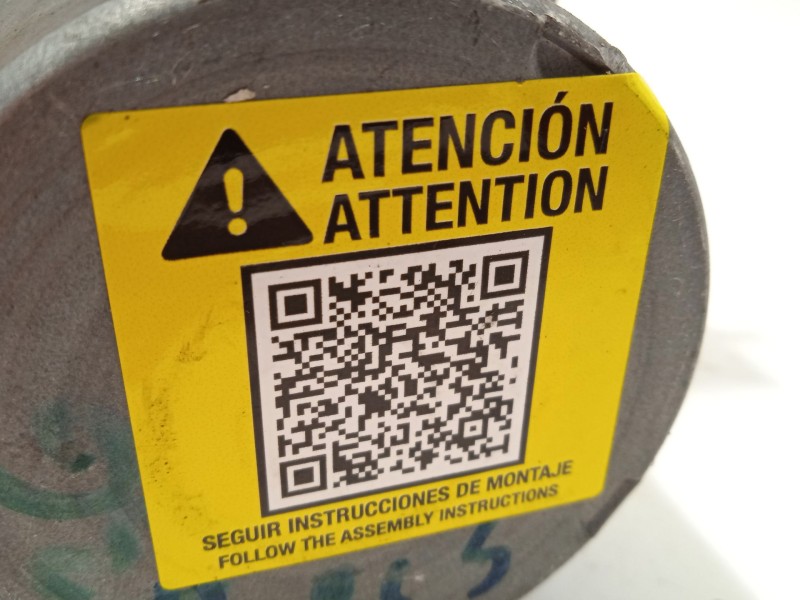 ATENCIÓN
ATTENTION
SEGUIR INSTRUCCIONES DE MONTAJE
FOLLOW THE ASSEMBLY INSTRUCTIONS